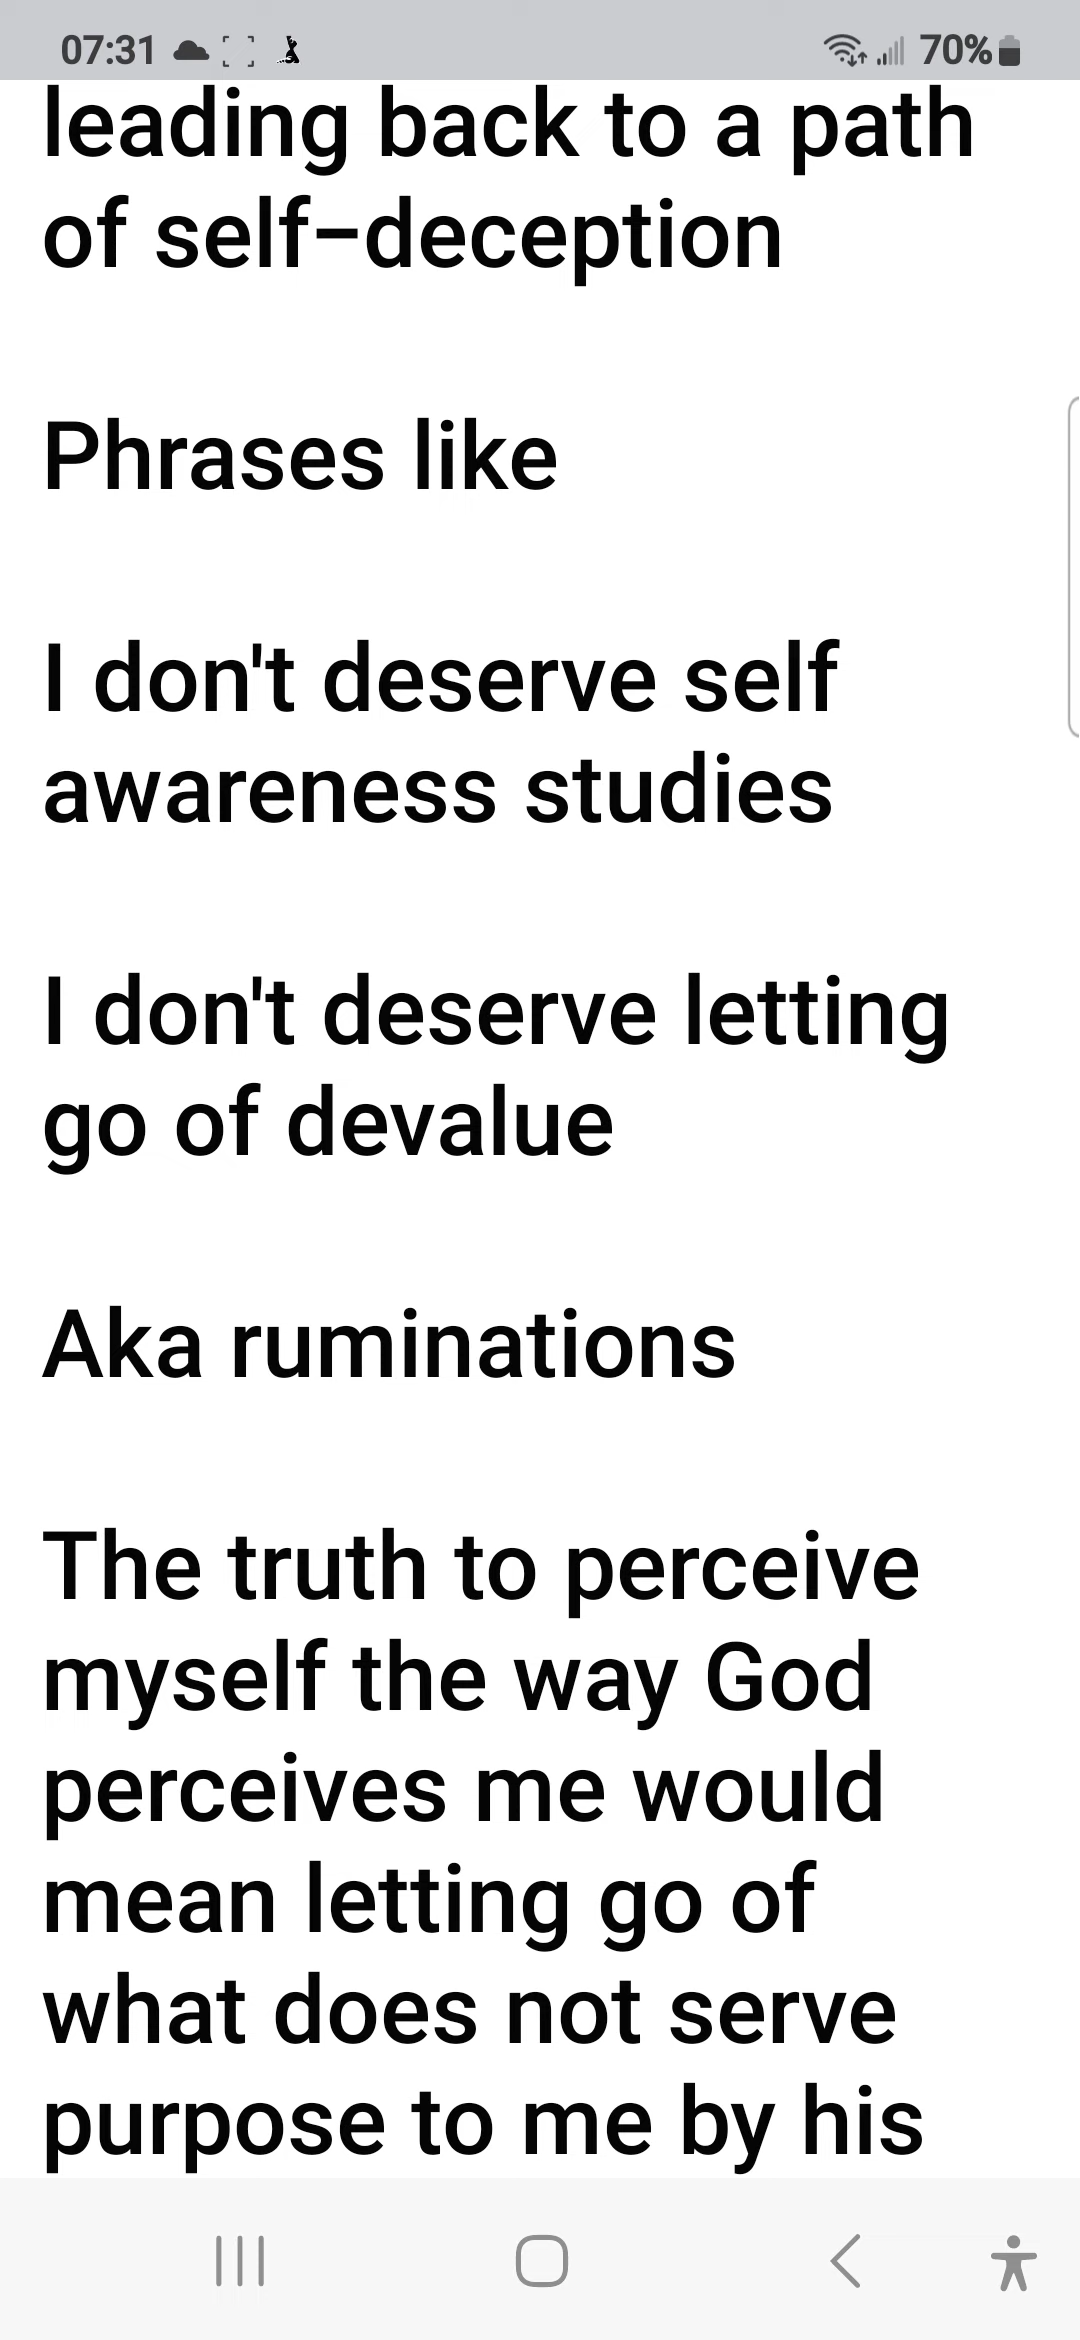 07:31
70%
leading back to a path
of self-deception
Phrases like
I don't deserve self
awareness studies
I don't deserve letting
go of devalue
Aka ruminations
The truth to perceive
myself the way God
perceives me would
mean letting go of
what does not serve
purpose to me by his